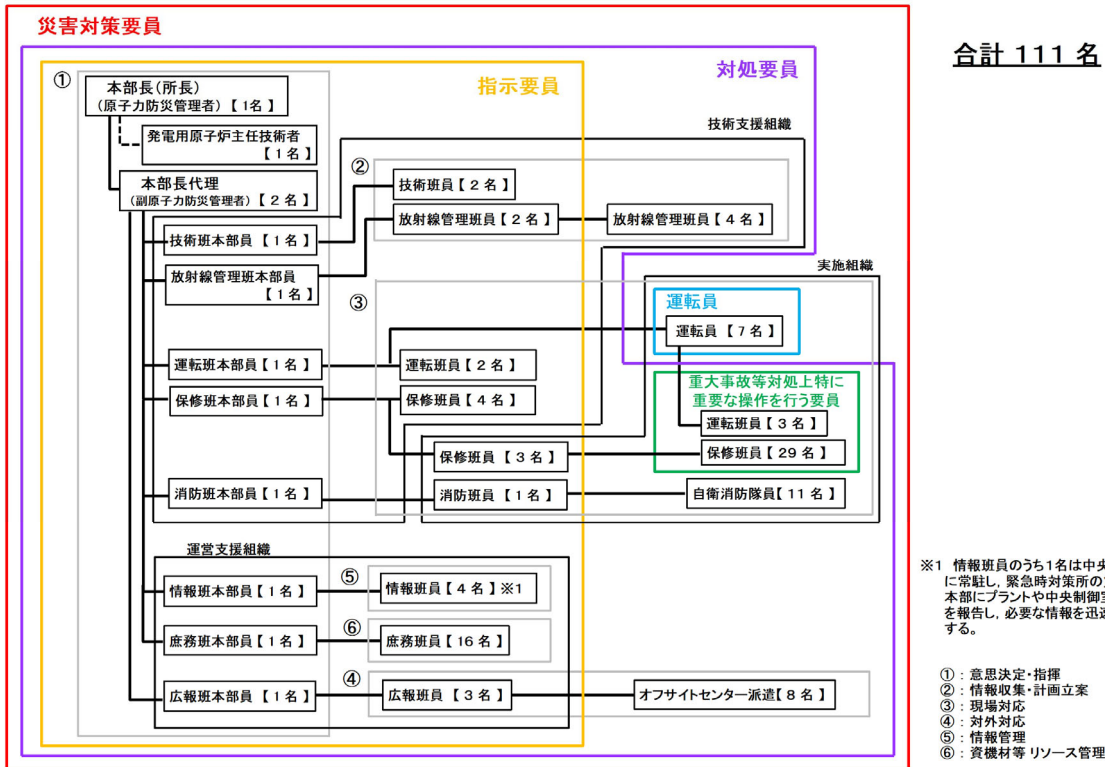 災害対策要員
合計 111 名
対処要員
指示要員
①
本部長(所長)
(原子力防災管理者)【 1名 】
技術支援組織
発電用原子炉主任技術者
【 1 名 】
②
本部長代理
(副原子力防災管理者)【 2 名 】
技術班員【 2 名 】
放射線管理班員【 2 名 】
放射線管理班員【 4 名 】
技術班本部員 【 1 名 】
放射線管理班本部員
【 1 名 】
実施組織
③
運転員
運転員 【 7 名 】
運転班本部員【 1 名 】
運転班員【 2 名 】
重大事故等対処上特に
重要な操作を行う要員
保修班本部員【 1 名 】
保修班員【 4 名 】
運転班員【 3 名 】
保修班員 【 3 名 】
保修班員 【 29 名 】
消防班本部員【 1 名 】
消防班員 【 1 名 】
自衛消防隊員【 11 名 】
運営支援組織
⑤
情報班本部員【 1 名 】
情報班員 【 4 名 】※1
⑥
庶務班本部員【 1 名 】
庶務班員【 16 名 】
④
広報班本部員【 1 名 】
広報班員 【 3 名 】
オフサイトセンター派遣【 8 名 】
※1 情報班員のうち1名は中央
に常駐し, 緊急時対策所の
本部にプラントや中央制御室
を報告し, 必要な情報を迅速
する。
①:意思決定・指揮
②:情報収集・計画立案
③:現場対応
④:対外対応
⑤:情報管理
⑥:資機材等 リソース管理